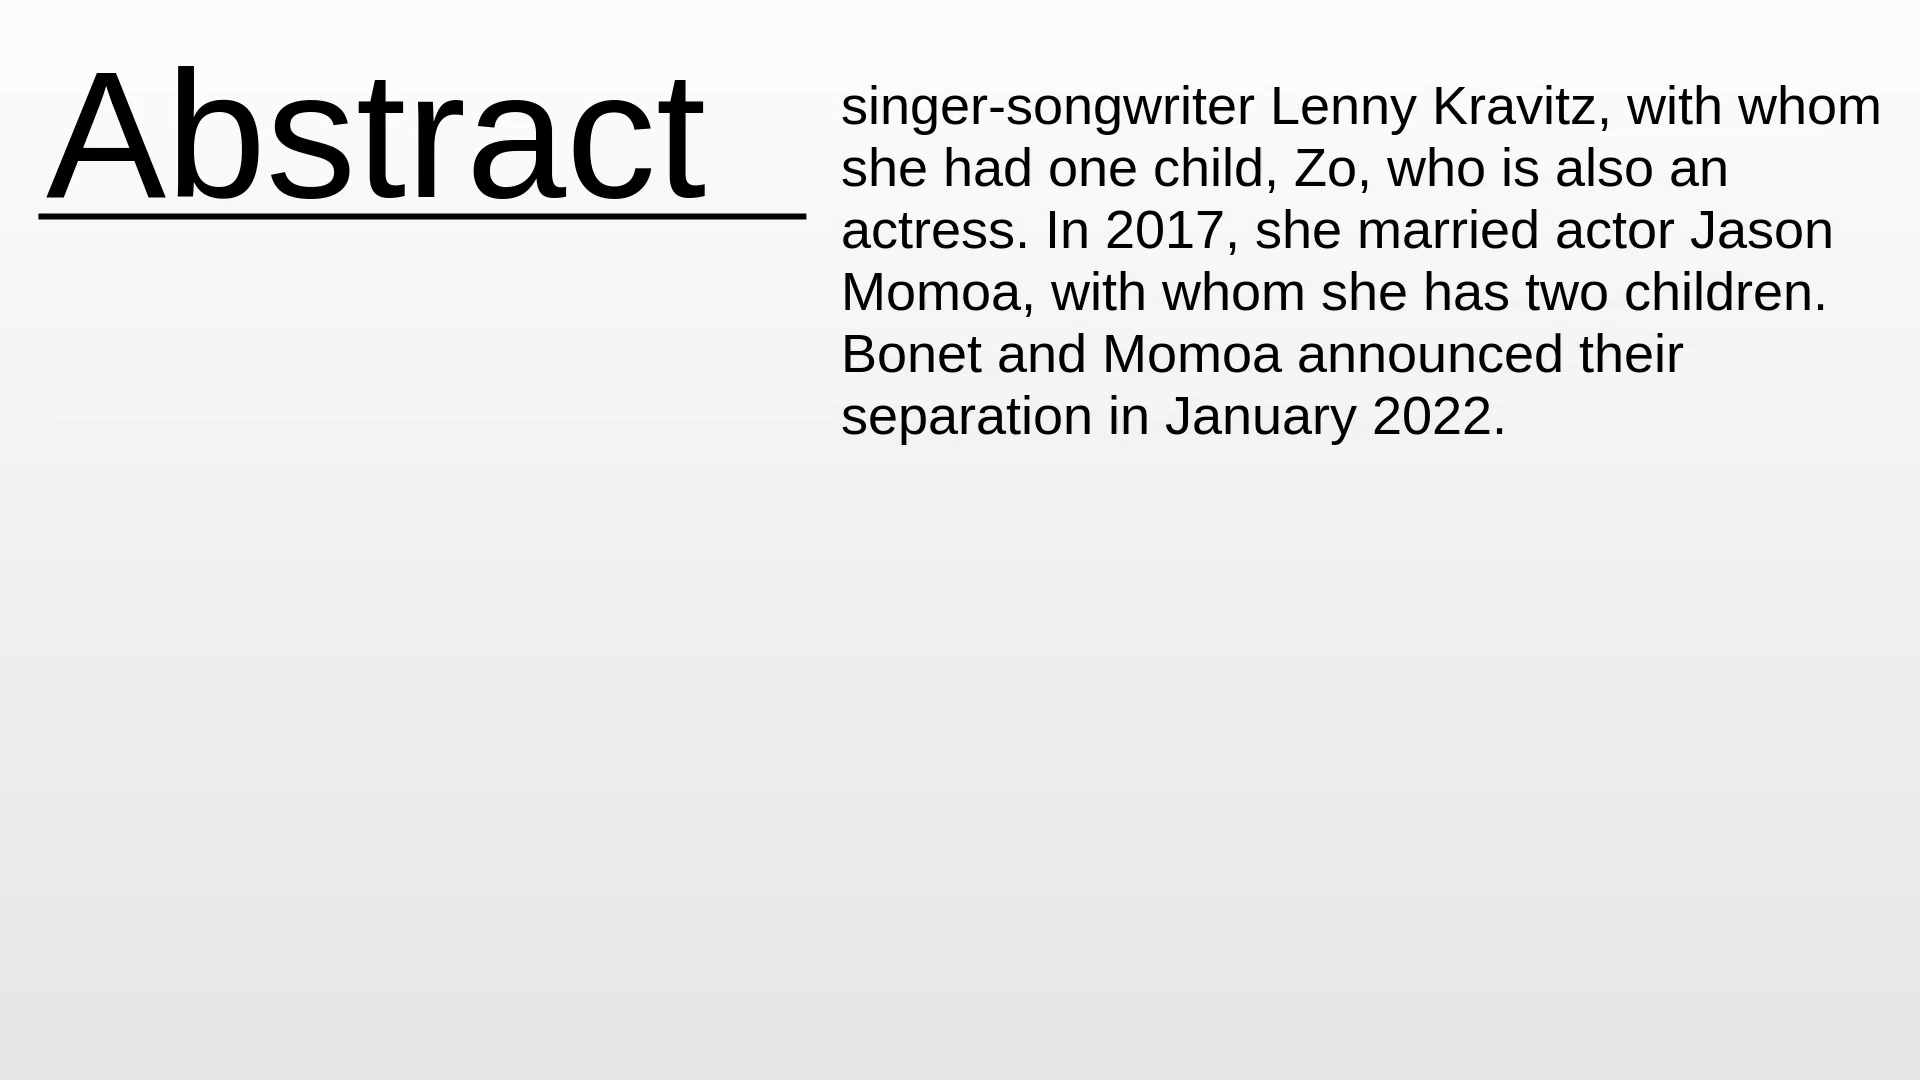 Abstract
singer-songwriter Lenny Kravitz, with whom
she had one child, Zo, who is also an
actress. In 2017, she married actor Jason
Momoa, with whom she has two children.
Bonet and Momoa announced their
separation in January 2022.